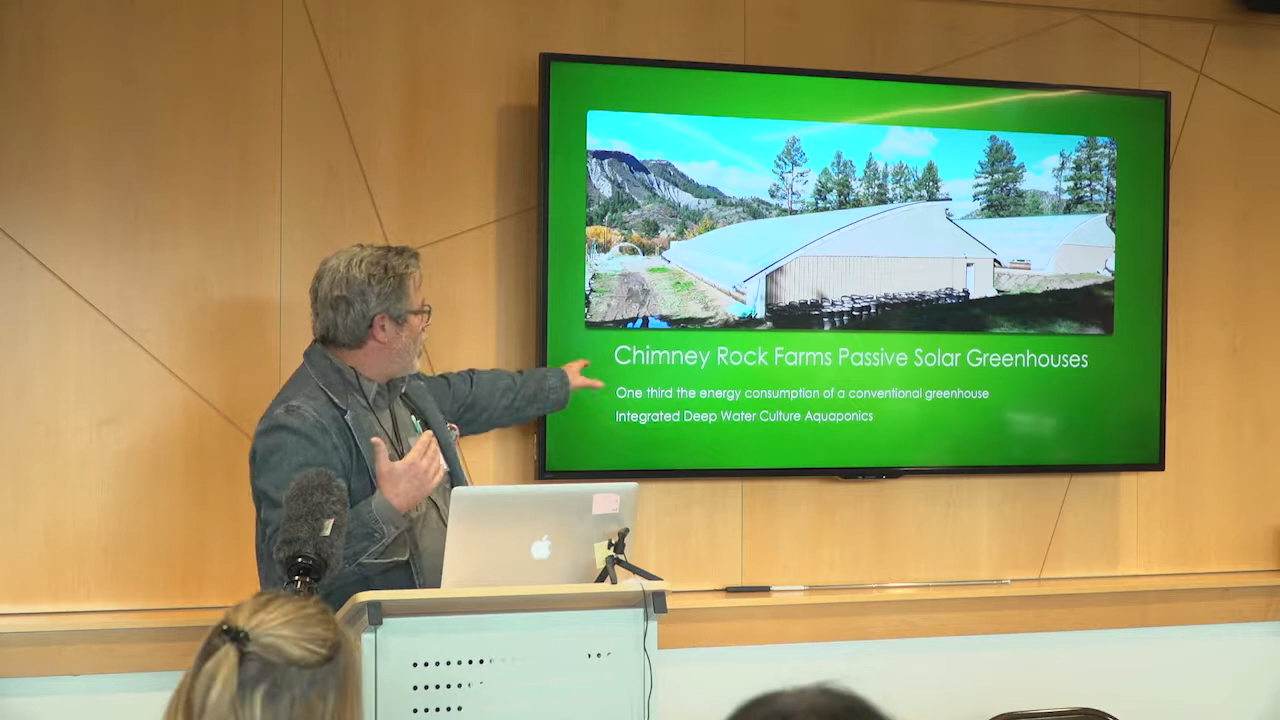 Chimney Rock Farms Passive Solar Greenhouses
One third the energy consumption of a conventional greenhouse
Integrated Deep Water Culture Aquaponics